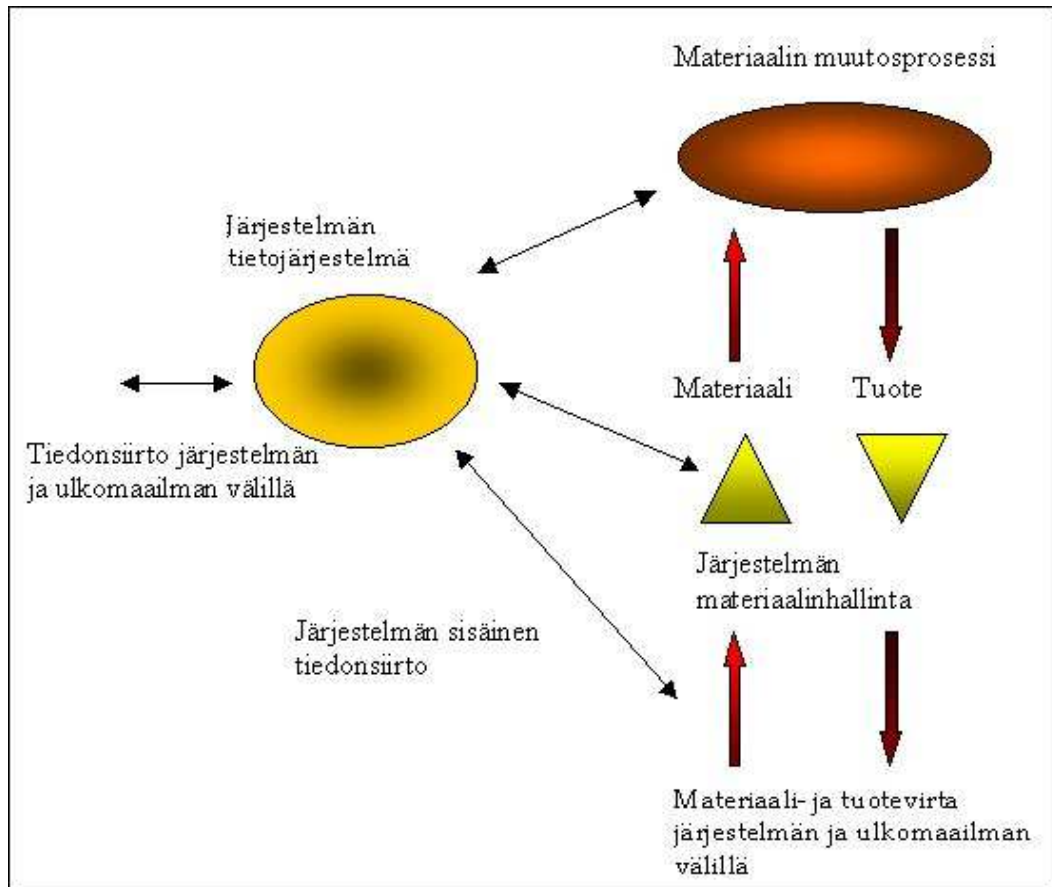 Materiaalin muutosprosessi
Järjestelmän
tietojärjestelmä
Materiaali
Tuote
Tiedonsiirto järjestelmän
ja ulkomaailman välillä
Järjestelmän
materiaalinhallinta
Järjestelmän sisäinen
tiedonsiirto
Materiaali- ja tuotevirta
järjestelmän ja ulkomaailman
välillä